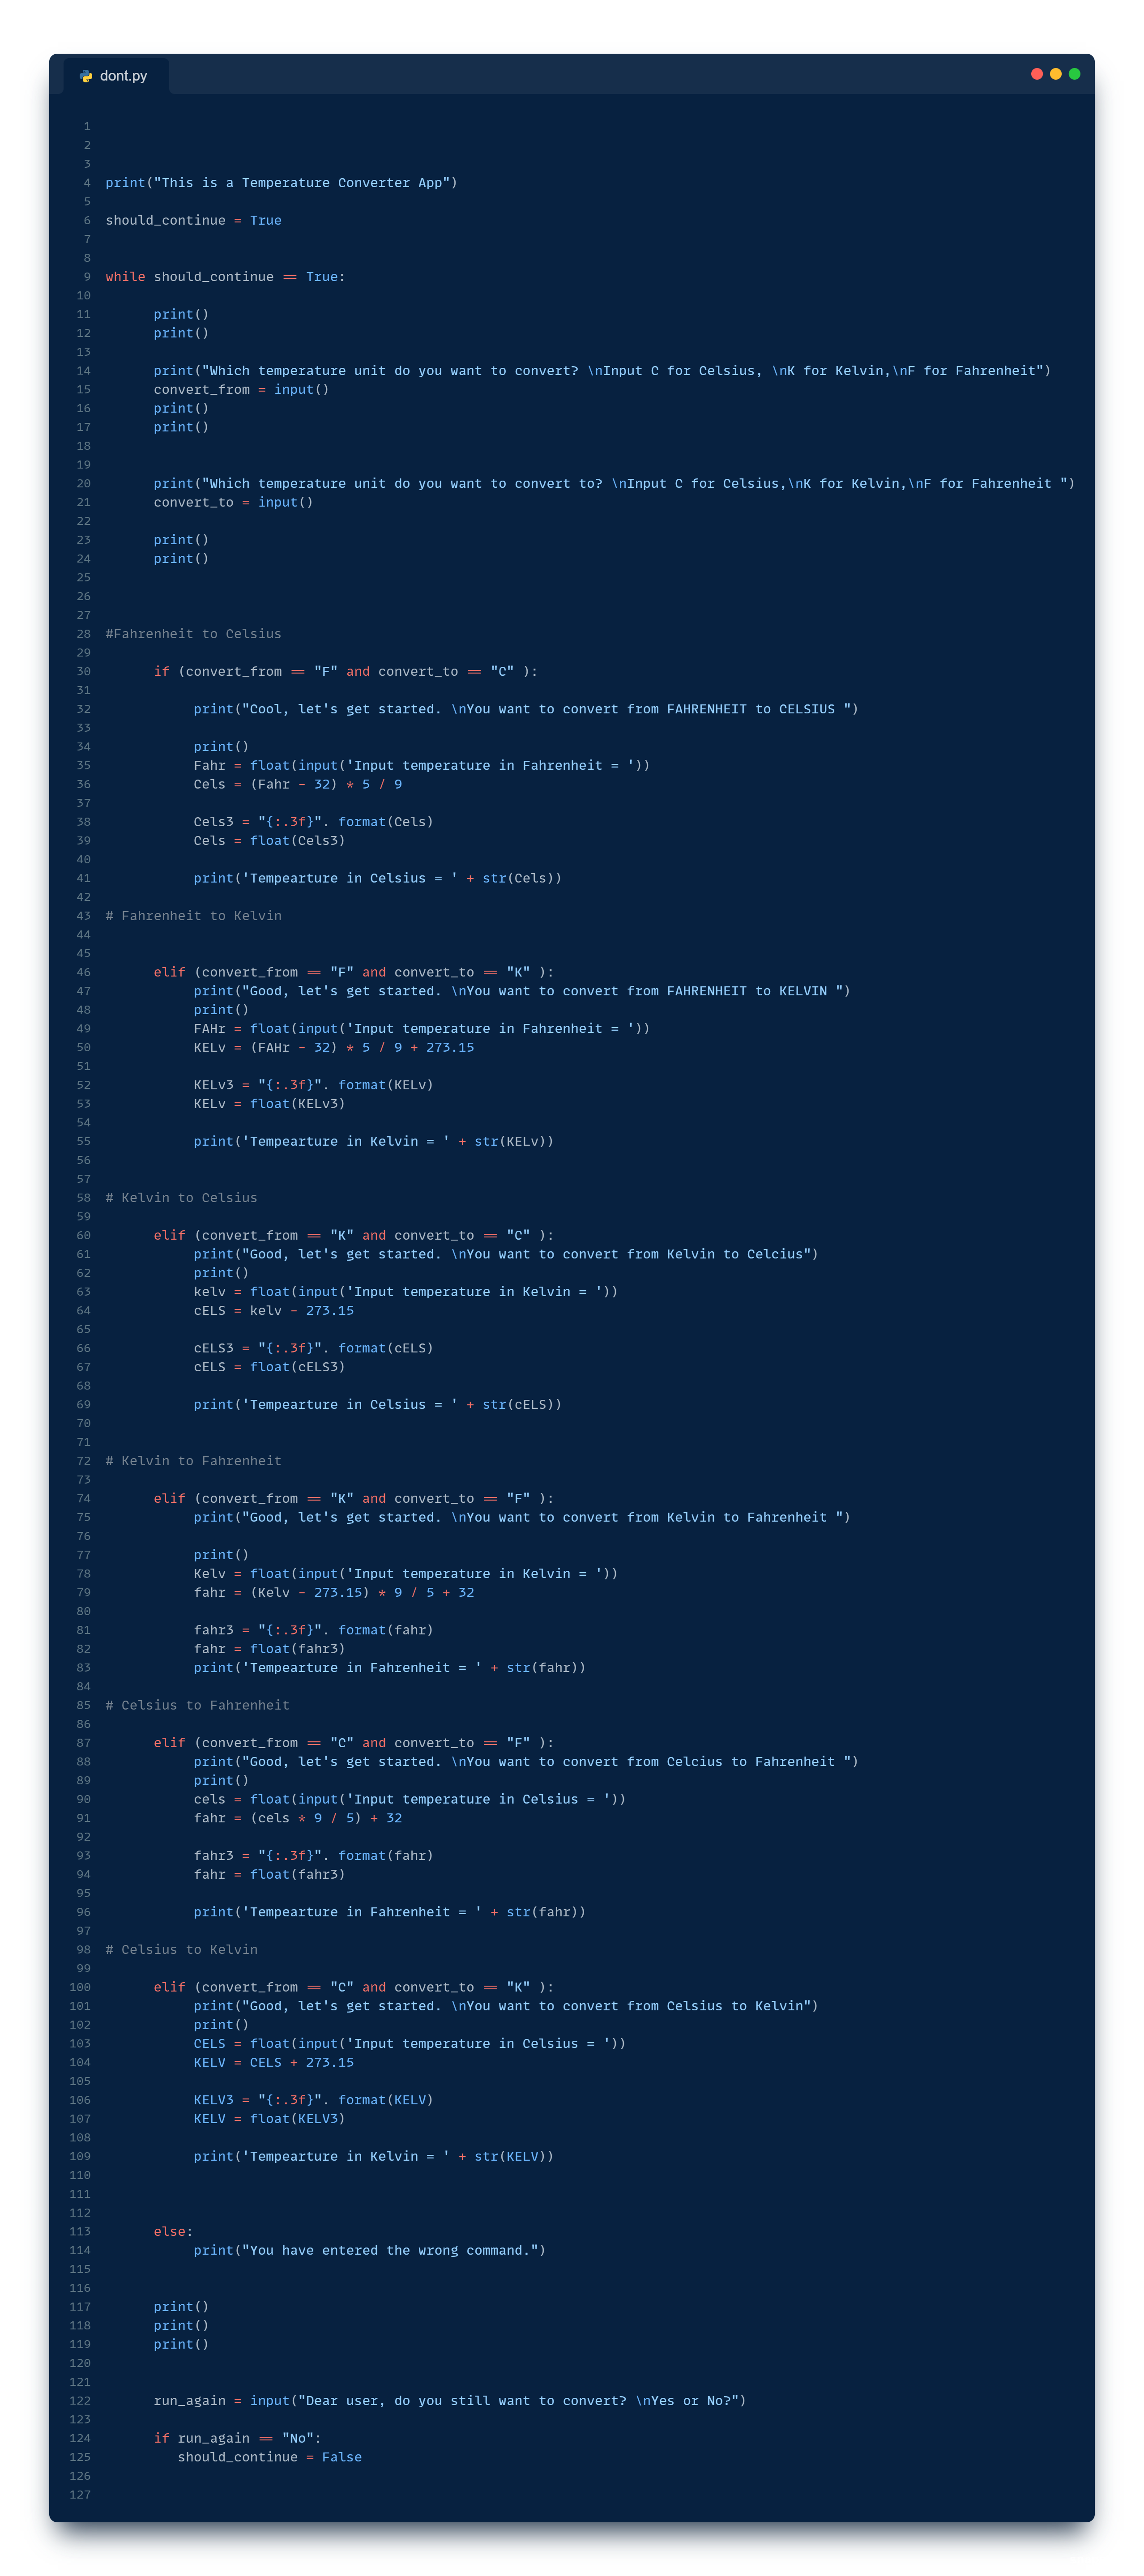 dont.py
1
2
3
4 print("This is a Temperature Converter App")
5
6 should_continue = True
7
8
9 while should_continue == True:
10
11       print()
12       print()
13
14       print("Which temperature unit do you want to convert? \nInput C for Celsius, \nK for Kelvin,\nF for Fahrenheit")
15       convert_from = input()
16       print()
17       print()
18
19
20       print("Which temperature unit do you want to convert to? \nInput C for Celsius,\nK for Kelvin,\nF for Fahrenheit ")
21       convert_to = input()
22
23       print()
24       print()
25
26
27
28 #Fahrenheit to Celsius
29
30       if (convert_from == "F" and convert_to == "C" ):
31
32            print("Cool, let's get started. \nYou want to convert from FAHRENHEIT to CELSIUS ")
33
34            print()
35            Fahr = float(input('Input temperature in Fahrenheit = '))
36            Cels = (Fahr - 32) * 5 / 9
37
38            Cels3 = "{:.3f}". format(Cels)
39            Cels = float(Cels3)
40
41            print('Tempearture in Celsius = ' + str(Cels))
42
43 # Fahrenheit to Kelvin
44
45
46       elif (convert_from == "F" and convert_to == "K" ):
47            print("Good, let's get started. \nYou want to convert from FAHRENHEIT to KELVIN ")
48            print()
49            FAHr = float(input('Input temperature in Fahrenheit = '))
50            KELv = (FAHr - 32) * 5 / 9 + 273.15
51
52            KELv3 = "{:.3f}". format(KELv)
53            KELv = float(KELv3)
54
55            print('Tempearture in Kelvin = ' + str(KELv))
56
57
58 # Kelvin to Celsius
59
60       elif (convert_from == "K" and convert_to == "C" ):
61            print("Good, let's get started. \nYou want to convert from Kelvin to Celcius")
62            print()
63            kelv = float(input('Input temperature in Kelvin = '))
64            cELS = kelv - 273.15
65
66            cELS3 = "{:.3f}". format(cELS)
67            cELS = float(cELS3)
68
69            print('Tempearture in Celsius = ' + str(cELS))
70
71
72 # Kelvin to Fahrenheit
73
74       elif (convert_from == "K" and convert_to == "F" ):
75            print("Good, let's get started. \nYou want to convert from Kelvin to Fahrenheit ")
76
77            print()
78            Kelv = float(input('Input temperature in Kelvin = '))
79            fahr = (Kelv - 273.15) * 9 / 5 + 32
80
81            fahr3 = "{:.3f}". format(fahr)
82            fahr = float(fahr3)
83            print('Tempearture in Fahrenheit = ' + str(fahr))
84
85 # Celsius to Fahrenheit
86
87       elif (convert_from == "C" and convert_to == "F" ):
88            print("Good, let's get started. \nYou want to convert from Celcius to Fahrenheit ")
89            print()
90            cels = float(input('Input temperature in Celsius = '))
91            fahr = (cels * 9 / 5) + 32
92
93            fahr3 = "{:.3f}". format(fahr)
94            fahr = float(fahr3)
95
96            print('Tempearture in Fahrenheit = ' + str(fahr))
97
98 # Celsius to Kelvin
99
100       elif (convert_from == "C" and convert_to == "K" ):
101            print("Good, let's get started. \nYou want to convert from Celsius to Kelvin")
102            print()
103            CELS = float(input('Input temperature in Celsius = '))
104            KELV = CELS + 273.15
105
106            KELV3 = "{:.3f}". format(KELV)
107            KELV = float(KELV3)
108
109            print('Tempearture in Kelvin = ' + str(KELV))
110
111
112
113       else:
114            print("You have entered the wrong command.")
115
116
117       print()
118       print()
119       print()
120
121
122       run_again = input("Dear user, do you still want to convert? \nYes or No?")
123
124       if run_again == "No":
125          should_continue = False
126
127